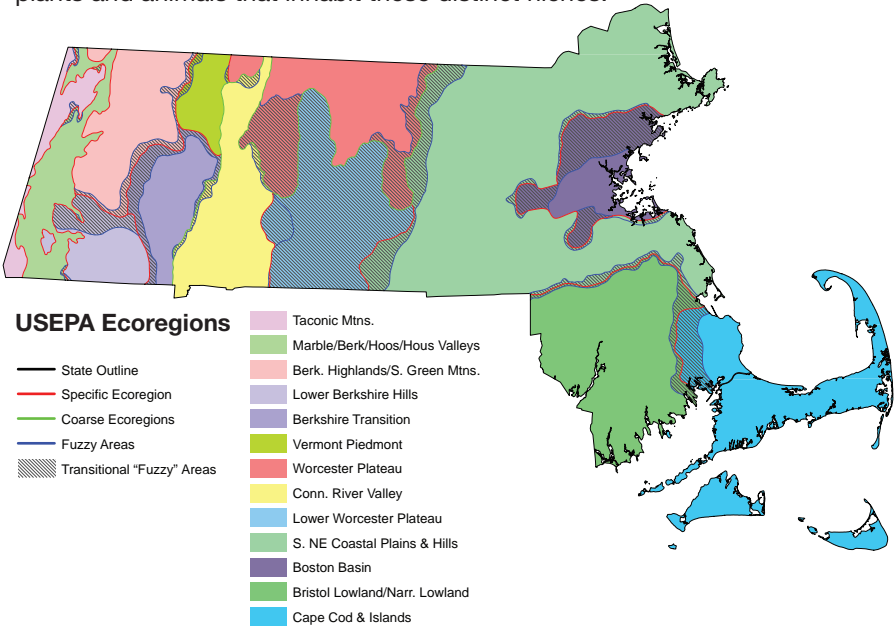 plants and animals that inhabit these distinct niches.
USEPA Ecoregions
State Outline
Specific Ecoregion
Coarse Ecoregions
Fuzzy Areas
Transitional “Fuzzy” Areas
Taconic Mtns.
Marble/Berk/Hoos/Hous Valleys
Berk. Highlands/S. Green Mtns.
Lower Berkshire Hills
Berkshire Transition
Vermont Piedmont
Worcester Plateau
Conn. River Valley
Lower Worcester Plateau
S. NE Coastal Plains & Hills
Boston Basin
Bristol Lowland/Narr. Lowland
Cape Cod & Islands